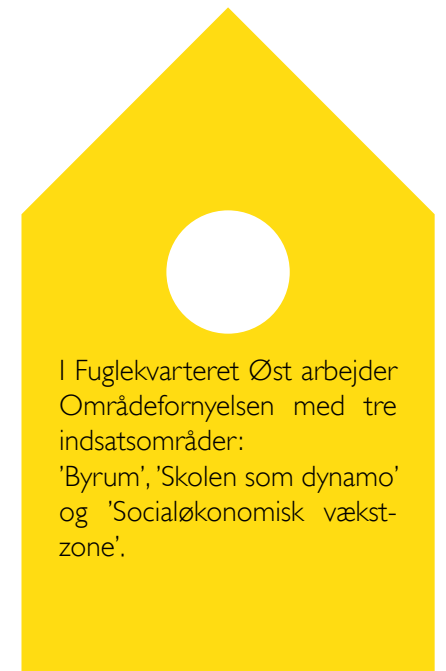 I Fuglekvarteret Øst arbejder
Områdefornyelsen med tre
indsatsområder:
’Byrum’, ’Skolen som dynamo’
og ’Socialøkonomisk vækst-
zone’.